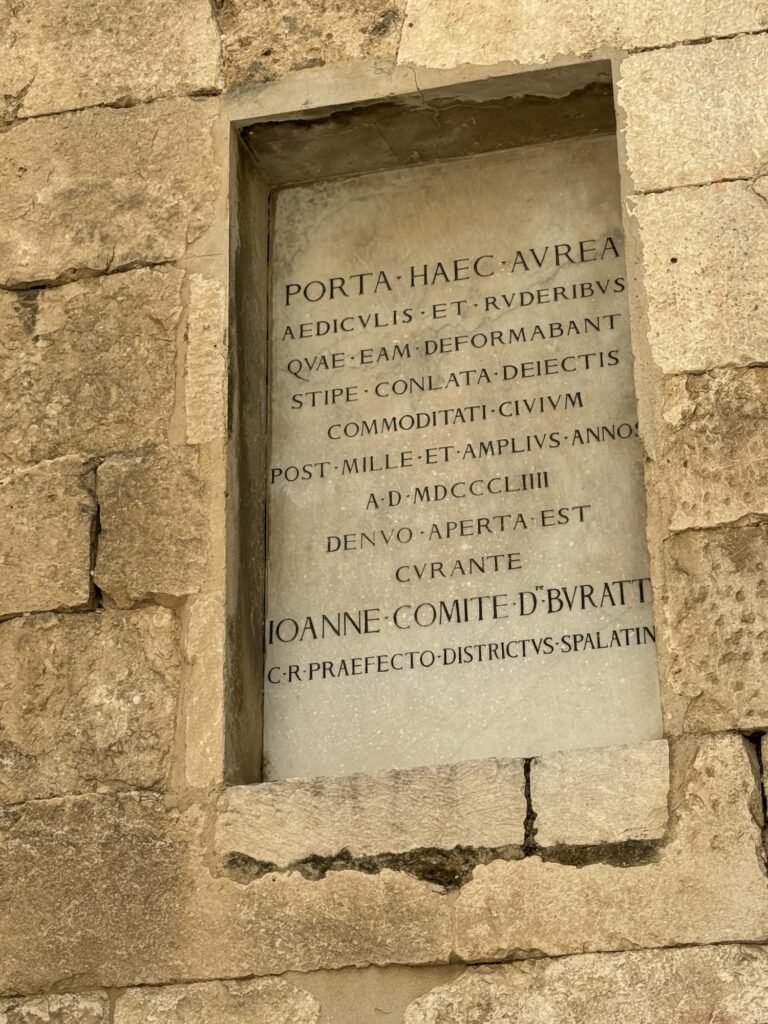 PORTA·HAEC·AVREA
AEDICVLIS·ET·RVDERIBVS
QVAE·EAM·DEFORMABANT
STIPE·CONLATA·DEIECTIS
COMMODITATI·CIVIVM
POST·MILLE·ET·AMPLIVS·ANNOS
A·D·MDCCCLIIII
DENVO·APERTA·EST
CVRANTE
IOANNE·COMITE·D^DE·BVRATT
C·R·PRAEFECTO·DISTRICTVS·SPALATIN